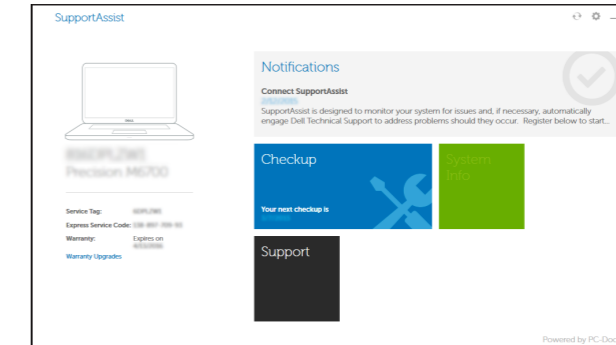 SupportAssist
Notifications
Connect SupportAssist
SupportAssist is designed to monitor your system for issues and, if necessary, automatically
engage Dell Technical Support to address problems should they occur. Register below to start...
DELL
Precision M6700
Checkup
System
Info
Your next checkup is
Service Tag:
Express Service Code:
Warranty: Expires on
Warranty Upgrades
Support
Powered by PC-Doc